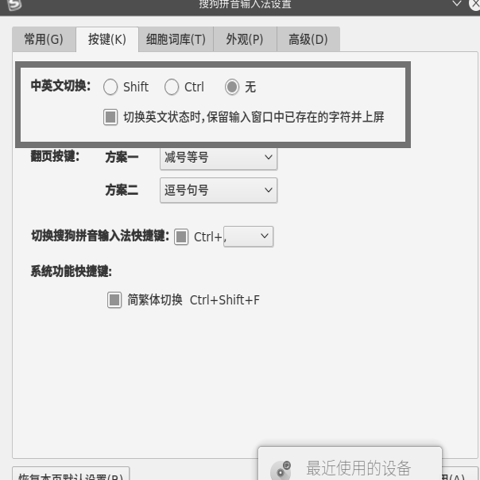 搜狗拼音输入法设置
常用(G) 按键(K) 细胞词库(T) 外观(P) 高级(D)
中英文切换： Shift Ctrl 无
切换英文状态时，保留输入窗口中已存在的字符并上屏
翻页按键： 方案一 减号等号
方案二 逗号句号
切换搜狗拼音输入法快捷键： Ctrl+ ,
系统功能快捷键:
简繁体切换 Ctrl+Shift+F
最近使用的设备
恢复本页默认设置(R)